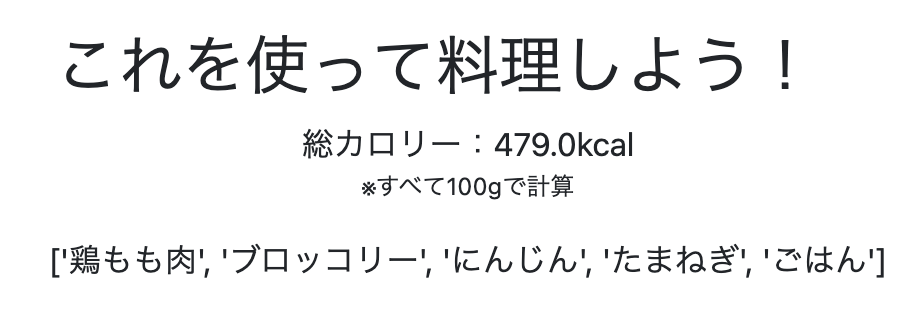 これを使って料理しよう！
総カロリー：479.0kcal
※すべて100gで計算
['鶏もも肉', 'ブロッコリー', 'にんじん', 'たまねぎ', 'ごはん']